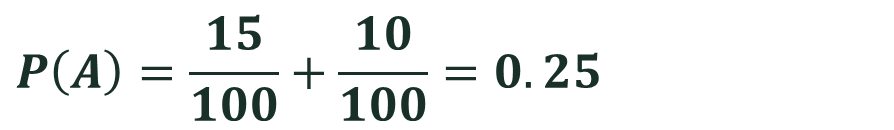 P(A) = 15/100 + 10/100 = 0.25